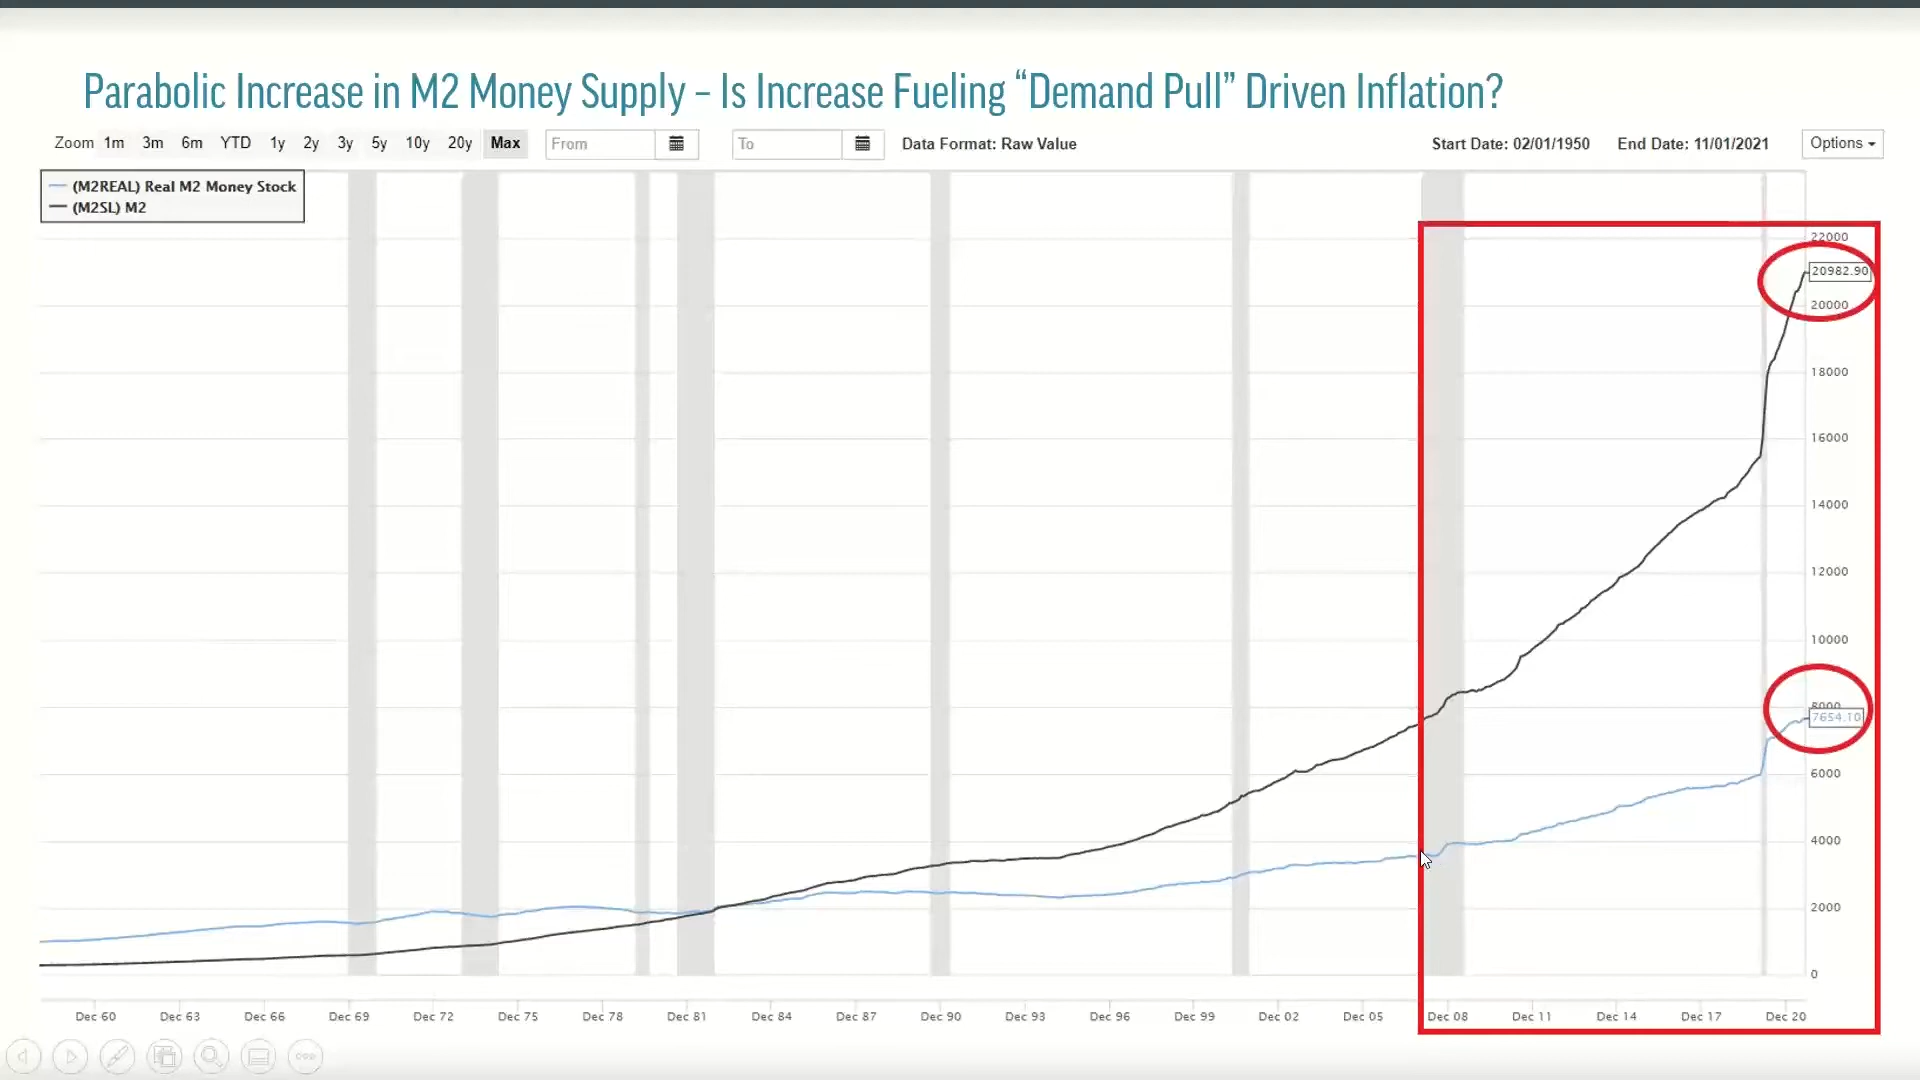 Parabolic Increase in M2 Money Supply – Is Increase Fueling “Demand Pull” Driven Inflation?
Zoom 1m 3m 6m YTD 1y 2y 3y 5y 10y 20y Max From To Data Format: Raw Value Start Date: 02/01/1950 End Date: 11/01/2021 Options
(M2REAL) Real M2 Money Stock
(M2SL) M2
22000
20982.90
20000
18000
16000
14000
12000
10000
8000
7654.10
6000
4000
2000
0
Dec 60 Dec 63 Dec 66 Dec 69 Dec 72 Dec 75 Dec 78 Dec 81 Dec 84 Dec 87 Dec 90 Dec 93 Dec 96 Dec 99 Dec 02 Dec 05 Dec 08 Dec 11 Dec 14 Dec 17 Dec 20